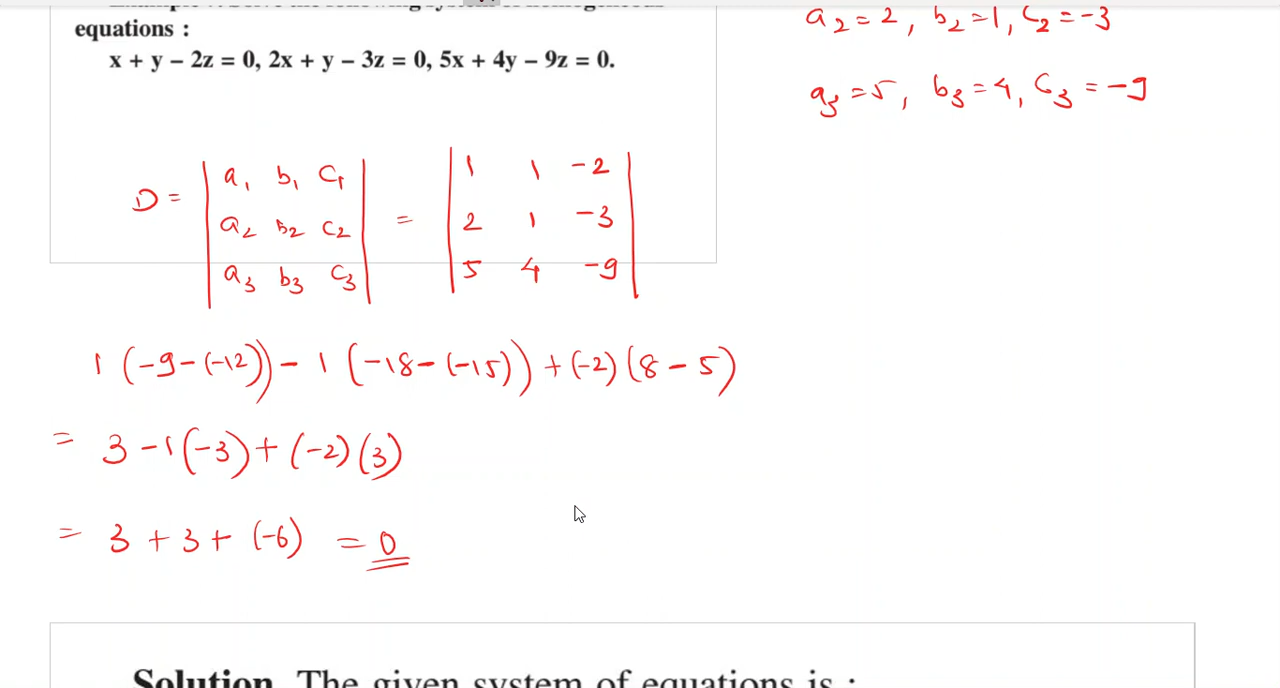 equations :
x + y – 2z = 0, 2x + y – 3z = 0, 5x + 4y – 9z = 0.
a2 = 2, b2 = 1, c2 = -3
a3 = 5, b3 = 4, c3 = -9
D = | a1 b1 c1 | = | 1 1 -2 |
| a2 b2 c2 | | 2 1 -3 |
| a3 b3 c3 | | 5 4 -9 |
1 (-9-(-12)) - 1 (-18-(-15)) + (-2) (8-5)
= 3 -1(-3) + (-2)(3)
= 3 + 3 + (-6) = 0
Solution. The given system of equations is :